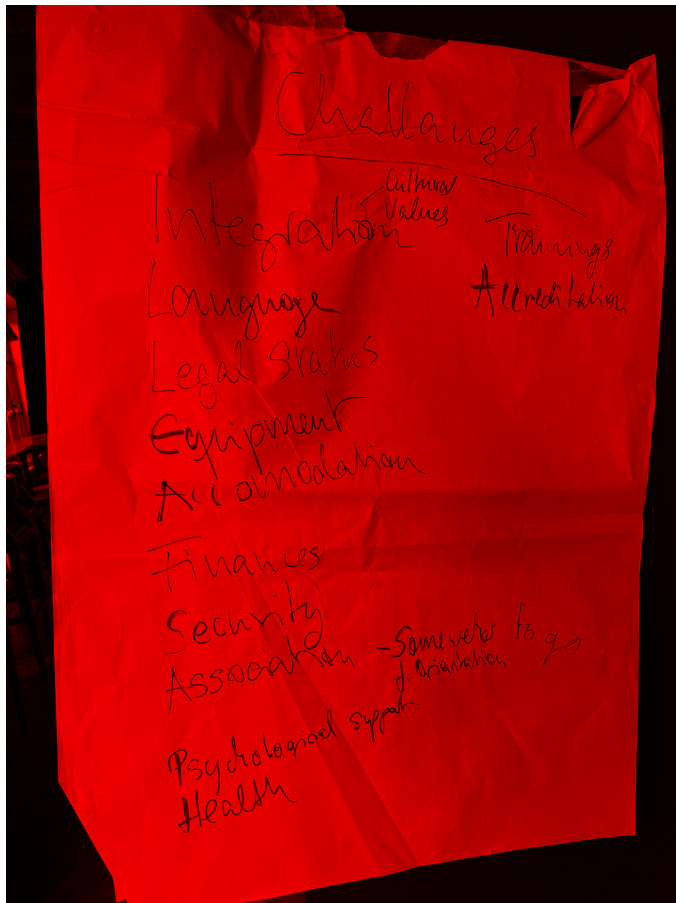 Challanges
Integration
Cultural
Values
Trainings
Accreditation
Language
Legal Status
Equipment
Accomodation
Finances
Security
Association - Somewher to go
f. Orientation
Psychological support
Health